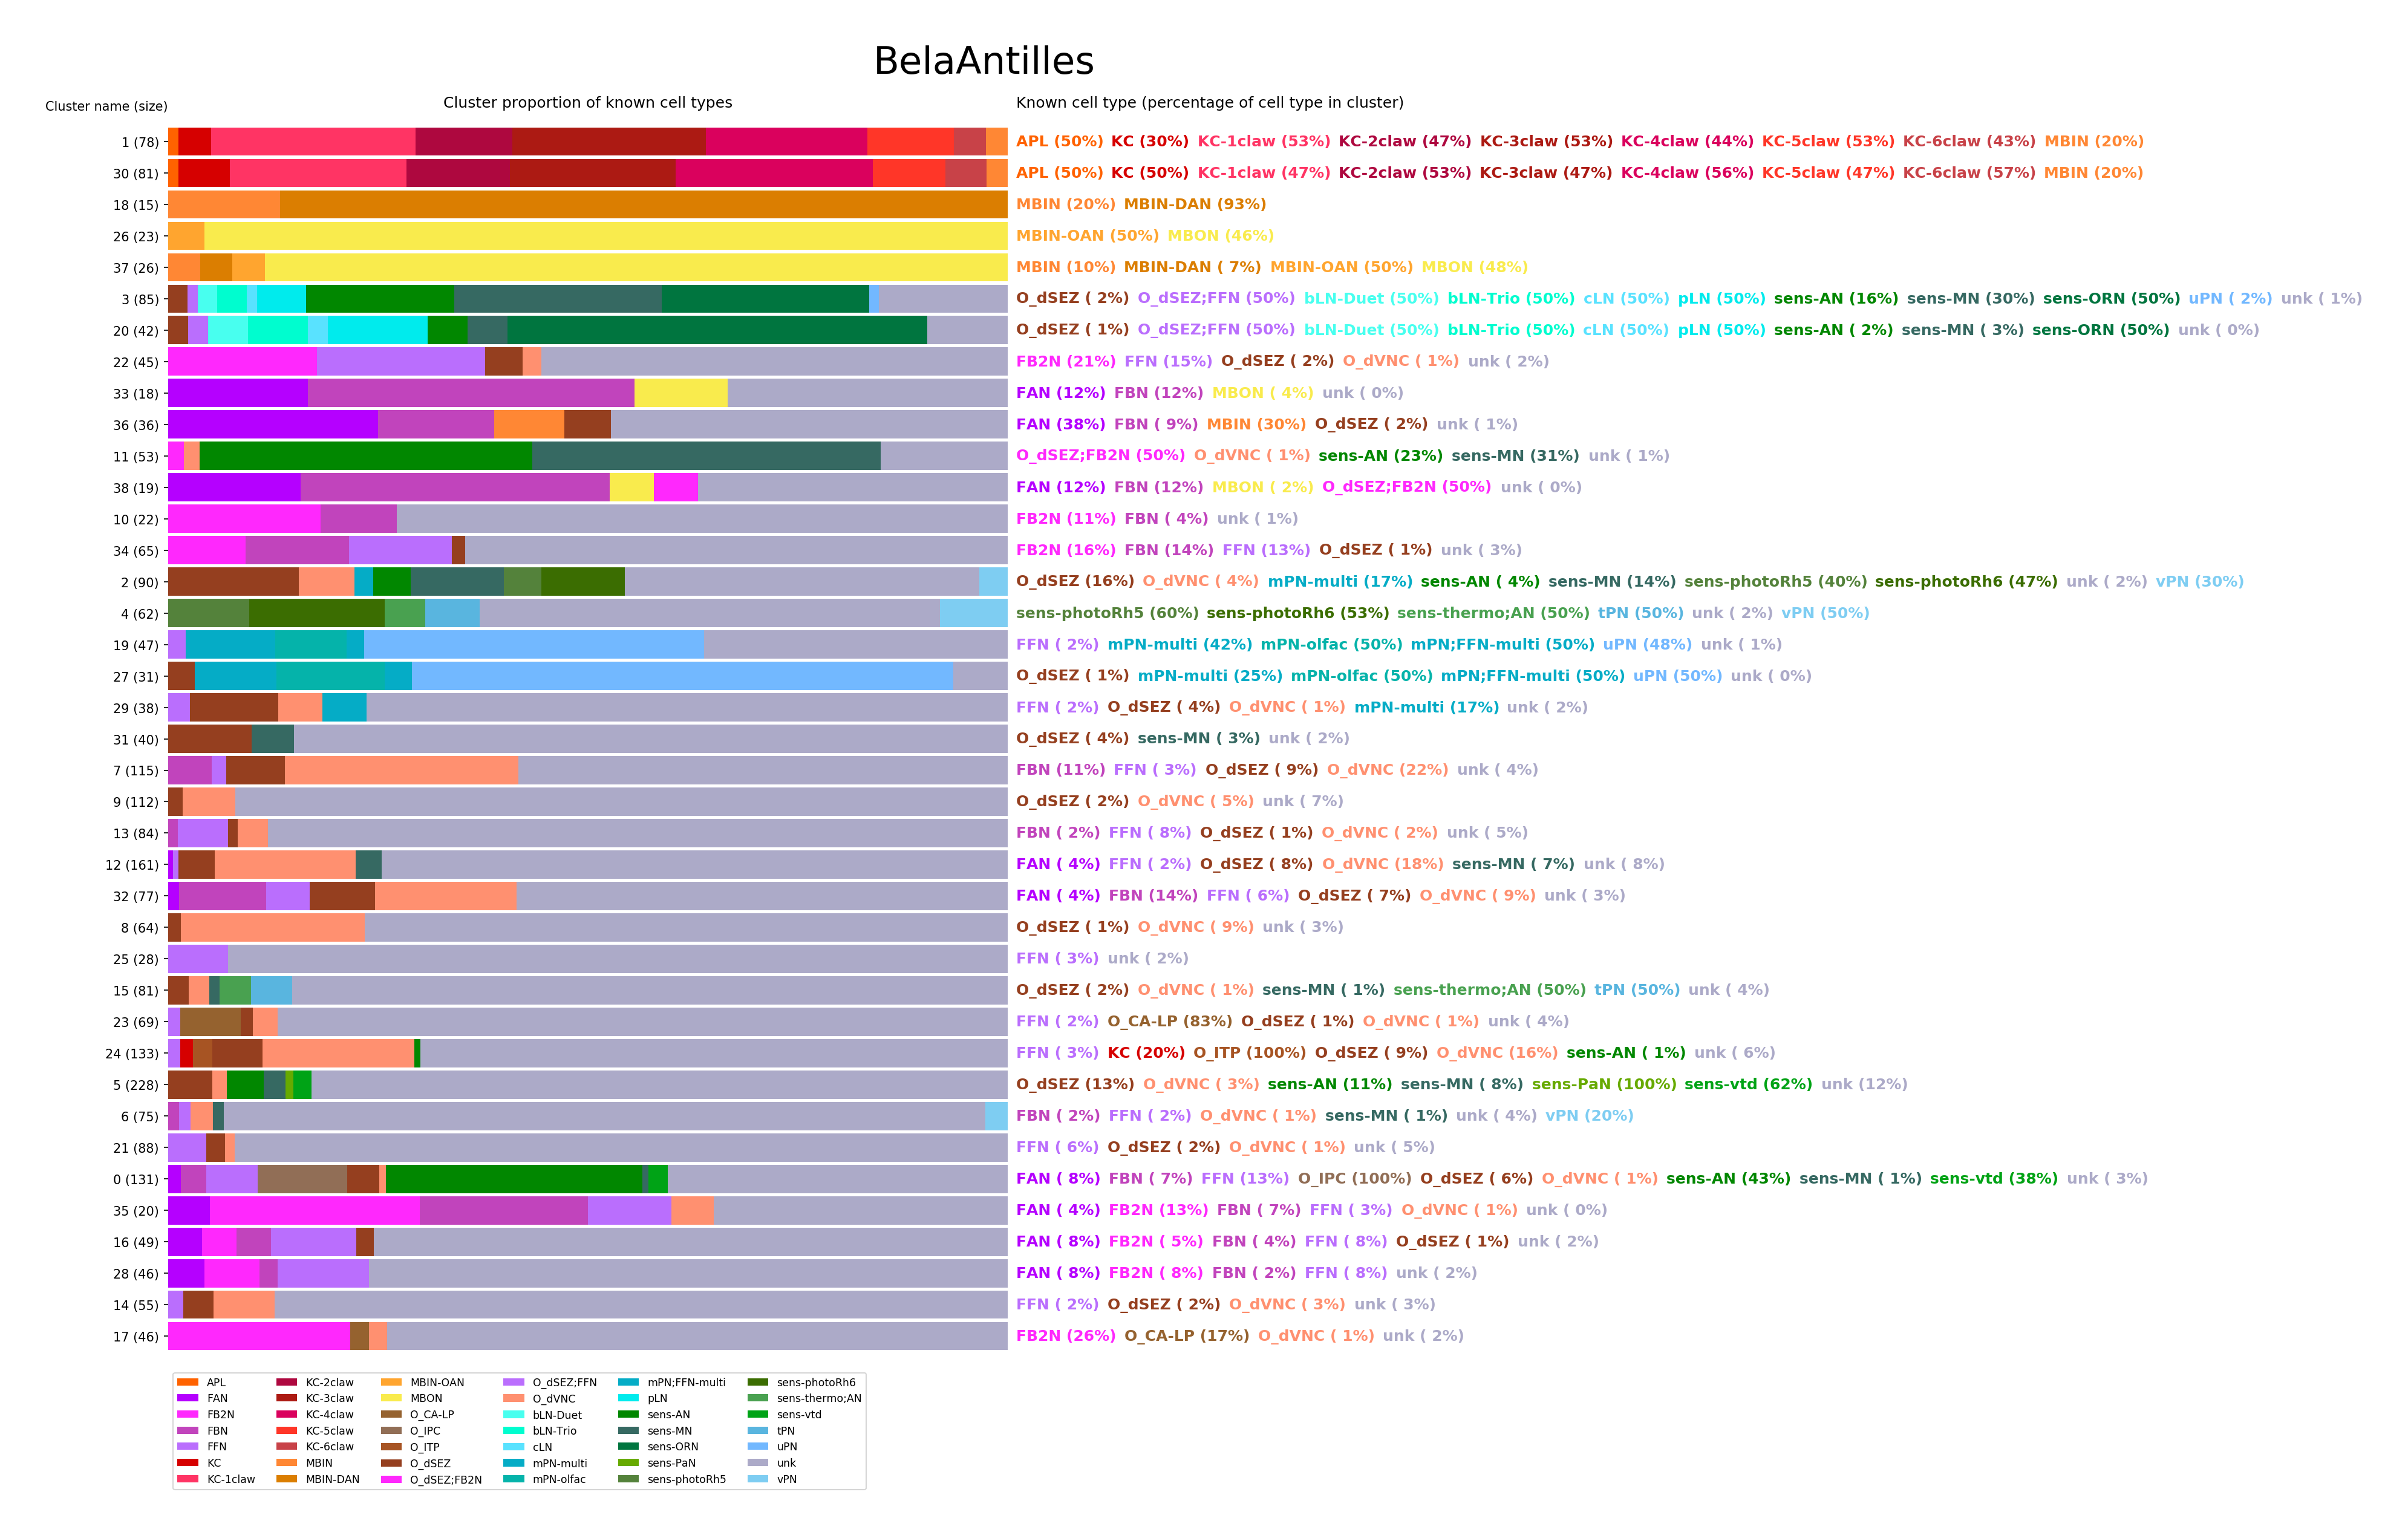 BelaAntilles
Cluster name (size) Cluster proportion of known cell types Known cell type (percentage of cell type in cluster)
1 (78) APL (50%) KC (30%) KC-1claw (53%) KC-2claw (47%) KC-3claw (53%) KC-4claw (44%) KC-5claw (53%) KC-6claw (43%) MBIN (20%)
30 (81) APL (50%) KC (50%) KC-1claw (47%) KC-2claw (53%) KC-3claw (47%) KC-4claw (56%) KC-5claw (47%) KC-6claw (57%) MBIN (20%)
18 (15) MBIN (20%) MBIN-DAN (93%)
26 (23) MBIN-OAN (50%) MBON (46%)
37 (26) MBIN (10%) MBIN-DAN ( 7%) MBIN-OAN (50%) MBON (48%)
3 (85) O_dSEZ ( 2%) O_dSEZ;FFN (50%) bLN-Duet (50%) bLN-Trio (50%) cLN (50%) pLN (50%) sens-AN (16%) sens-MN (30%) sens-ORN (50%) uPN ( 2%) unk ( 1%)
20 (42) O_dSEZ ( 1%) O_dSEZ;FFN (50%) bLN-Duet (50%) bLN-Trio (50%) cLN (50%) pLN (50%) sens-AN ( 2%) sens-MN ( 3%) sens-ORN (50%) unk ( 0%)
22 (45) FB2N (21%) FFN (15%) O_dSEZ ( 2%) O_dVNC ( 1%) unk ( 2%)
33 (18) FAN (12%) FBN (12%) MBON ( 4%) unk ( 0%)
36 (36) FAN (38%) FBN ( 9%) MBIN (30%) O_dSEZ ( 2%) unk ( 1%)
11 (53) O_dSEZ;FB2N (50%) O_dVNC ( 1%) sens-AN (23%) sens-MN (31%) unk ( 1%)
38 (19) FAN (12%) FBN (12%) MBON ( 2%) O_dSEZ;FB2N (50%) unk ( 0%)
10 (22) FB2N (11%) FBN ( 4%) unk ( 1%)
34 (65) FB2N (16%) FBN (14%) FFN (13%) O_dSEZ ( 1%) unk ( 3%)
2 (90) O_dSEZ (16%) O_dVNC ( 4%) mPN-multi (17%) sens-AN ( 4%) sens-MN (14%) sens-photoRh5 (40%) sens-photoRh6 (47%) unk ( 2%) vPN (30%)
4 (62) sens-photoRh5 (60%) sens-photoRh6 (53%) sens-thermo;AN (50%) tPN (50%) unk ( 2%) vPN (50%)
19 (47) FFN ( 2%) mPN-multi (42%) mPN-olfac (50%) mPN;FFN-multi (50%) uPN (48%) unk ( 1%)
27 (31) O_dSEZ ( 1%) mPN-multi (25%) mPN-olfac (50%) mPN;FFN-multi (50%) uPN (50%) unk ( 0%)
29 (38) FFN ( 2%) O_dSEZ ( 4%) O_dVNC ( 1%) mPN-multi (17%) unk ( 2%)
31 (40) O_dSEZ ( 4%) sens-MN ( 3%) unk ( 2%)
7 (115) FBN (11%) FFN ( 3%) O_dSEZ ( 9%) O_dVNC (22%) unk ( 4%)
9 (112) O_dSEZ ( 2%) O_dVNC ( 5%) unk ( 7%)
13 (84) FBN ( 2%) FFN ( 8%) O_dSEZ ( 1%) O_dVNC ( 2%) unk ( 5%)
12 (161) FAN ( 4%) FFN ( 2%) O_dSEZ ( 8%) O_dVNC (18%) sens-MN ( 7%) unk ( 8%)
32 (77) FAN ( 4%) FBN (14%) FFN ( 6%) O_dSEZ ( 7%) O_dVNC ( 9%) unk ( 3%)
8 (64) O_dSEZ ( 1%) O_dVNC ( 9%) unk ( 3%)
25 (28) FFN ( 3%) unk ( 2%)
15 (81) O_dSEZ ( 2%) O_dVNC ( 1%) sens-MN ( 1%) sens-thermo;AN (50%) tPN (50%) unk ( 4%)
23 (69) FFN ( 2%) O_CA-LP (83%) O_dSEZ ( 1%) O_dVNC ( 1%) unk ( 4%)
24 (133) FFN ( 3%) KC (20%) O_ITP (100%) O_dSEZ ( 9%) O_dVNC (16%) sens-AN ( 1%) unk ( 6%)
5 (228) O_dSEZ (13%) O_dVNC ( 3%) sens-AN (11%) sens-MN ( 8%) sens-PaN (100%) sens-vtd (62%) unk (12%)
6 (75) FBN ( 2%) FFN ( 2%) O_dVNC ( 1%) sens-MN ( 1%) unk ( 4%) vPN (20%)
21 (88) FFN ( 6%) O_dSEZ ( 2%) O_dVNC ( 1%) unk ( 5%)
0 (131) FAN ( 8%) FBN ( 7%) FFN (13%) O_IPC (100%) O_dSEZ ( 6%) O_dVNC ( 1%) sens-AN (43%) sens-MN ( 1%) sens-vtd (38%) unk ( 3%)
35 (20) FAN ( 4%) FB2N (13%) FBN ( 7%) FFN ( 3%) O_dVNC ( 1%) unk ( 0%)
16 (49) FAN ( 8%) FB2N ( 5%) FBN ( 4%) FFN ( 8%) O_dSEZ ( 1%) unk ( 2%)
28 (46) FAN ( 8%) FB2N ( 8%) FBN ( 2%) FFN ( 8%) unk ( 2%)
14 (55) FFN ( 2%) O_dSEZ ( 2%) O_dVNC ( 3%) unk ( 3%)
17 (46) FB2N (26%) O_CA-LP (17%) O_dVNC ( 1%) unk ( 2%)
APL KC-2claw MBIN-OAN O_dSEZ;FFN mPN;FFN-multi sens-photoRh6
FAN KC-3claw MBON O_dVNC pLN sens-thermo;AN
FB2N KC-4claw O_CA-LP bLN-Duet sens-AN sens-vtd
FBN KC-5claw O_IPC bLN-Trio sens-MN tPN
FFN KC-6claw O_ITP cLN sens-ORN uPN
KC MBIN O_dSEZ mPN-multi sens-PaN unk
KC-1claw MBIN-DAN O_dSEZ;FB2N mPN-olfac sens-photoRh5 vPN